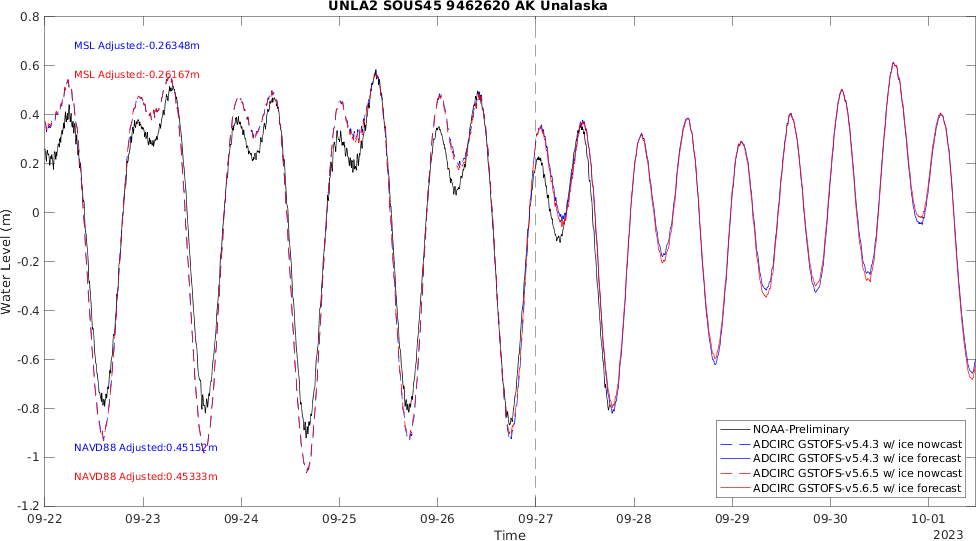 UNLA2 SOUS45 9462620 AK Unalaska
MSL Adjusted:-0.26348m
MSL Adjusted:-0.26167m
NAVD88 Adjusted:0.45152m
NAVD88 Adjusted:0.45333m
Water Level (m)
0.8
0.6
0.4
0.2
0
-0.2
-0.4
-0.6
-0.8
-1
-1.2
NOAA-Preliminary
ADCIRC GSTOFS-v5.4.3 w/ ice nowcast
ADCIRC GSTOFS-v5.4.3 w/ ice forecast
ADCIRC GSTOFS-v5.6.5 w/ ice nowcast
ADCIRC GSTOFS-v5.6.5 w/ ice forecast
09-22 09-23 09-24 09-25 09-26 09-27 09-28 09-29 09-30 10-01
Time
2023